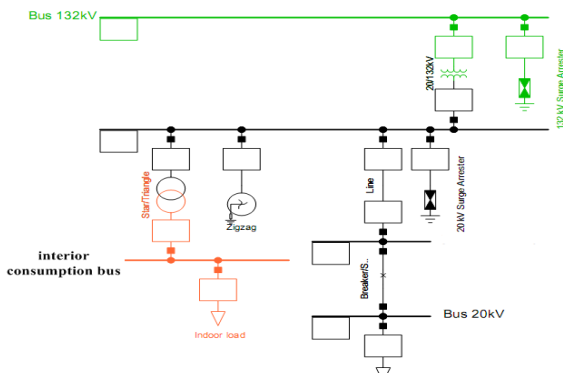 Bus 132kV
20/132kV
132 kV Surge Arrester
Star/Triangle
Zigzag
Line
20 kV Surge Arrester
interior
consumption bus
Breaker/S..
Bus 20kV
Indoor load